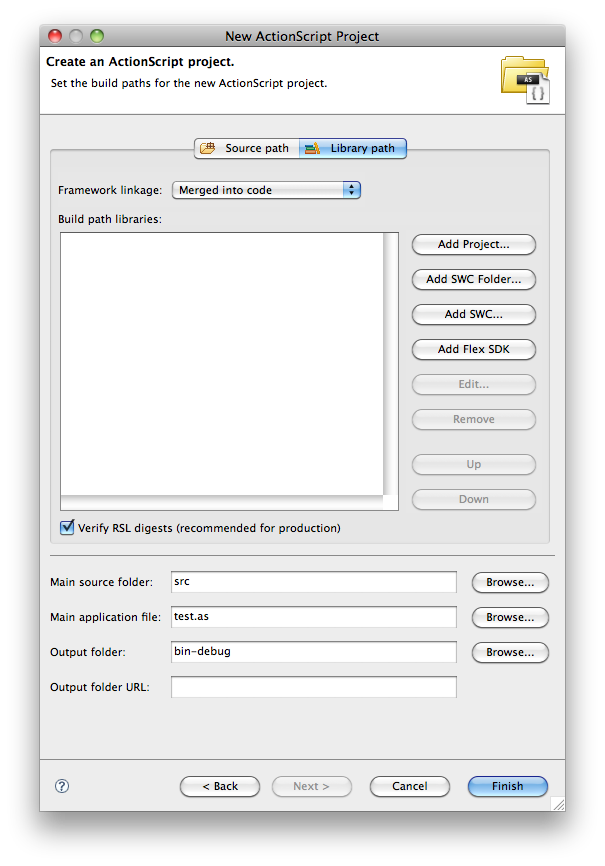 New ActionScript Project
Create an ActionScript project.
Set the build paths for the new ActionScript project.
AS
{ }
Source path
Library path
Framework linkage: Merged into code
Build path libraries:
Add Project...
Add SWC Folder...
Add SWC...
Add Flex SDK
Edit...
Remove
Up
Down
Verify RSL digests (recommended for production)
Main source folder: src Browse...
Main application file: test.as Browse...
Output folder: bin-debug Browse...
Output folder URL:
? < Back Next > Cancel Finish